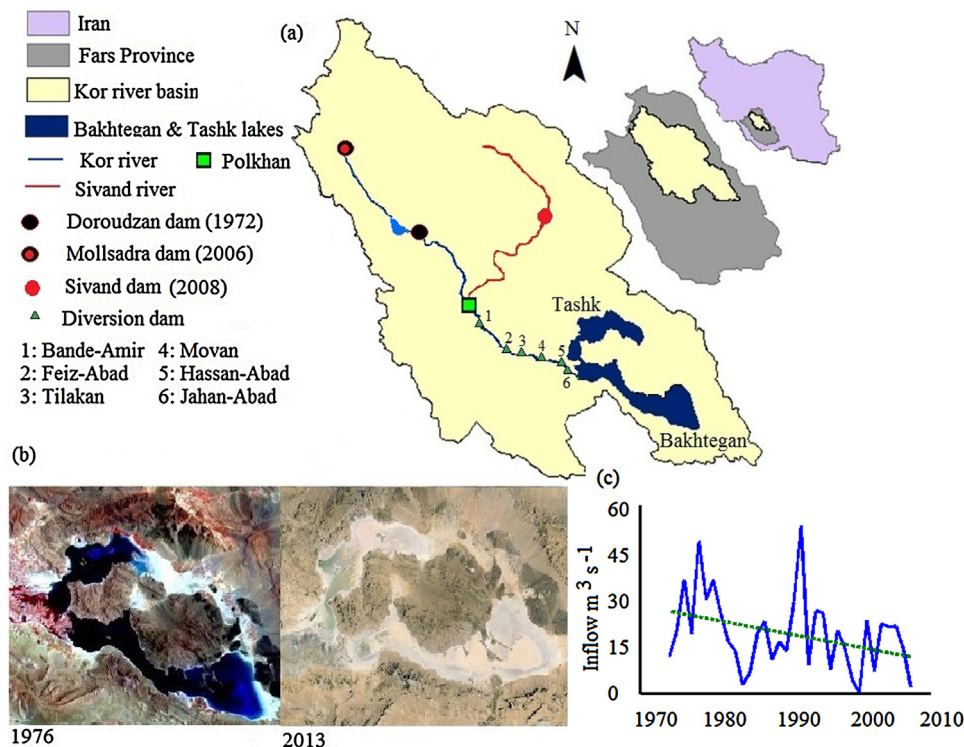 Iran
Fars Province
Kor river basin
Bakhtegan & Tashk lakes
Kor river
Polkhan
Sivand river
Doroudzan dam (1972)
Mollsadra dam (2006)
Sivand dam (2008)
Diversion dam
1: Bande-Amir 4: Movan
2: Feiz-Abad 5: Hassan-Abad
3: Tilakan 6: Jahan-Abad
(a)
N
Tashk
1
2 3 4 5
6
Bakhtegan
(b)
1976
2013
(c)
Inflow m 3 s -1
60
45
30
15
0
1970 1980 1990 2000 2010